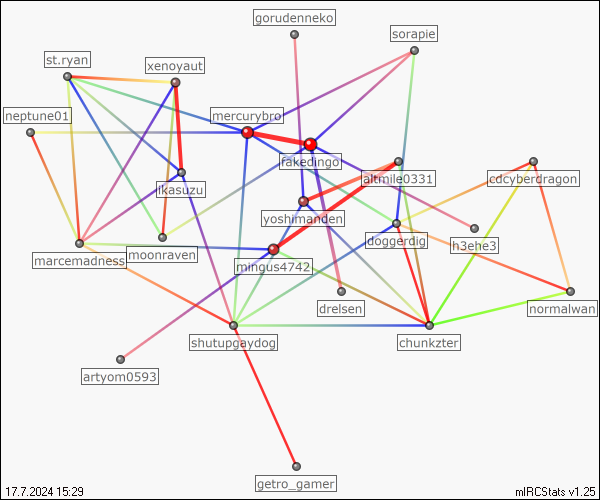 gorudenneko
sorapie
st.ryan
xenoyaut
neptune01
mercurybro
fakedingo
altmile0331
cdcyberdragon
ikasuzu
yoshimanden
doggerdig
h3ehe3
marcemadness
moonraven
mingus4742
drelsen
normalwan
shutupgaydog
chunkzter
artyom0593
getro_gamer
17.7.2024 15:29
mIRCStats v1.25